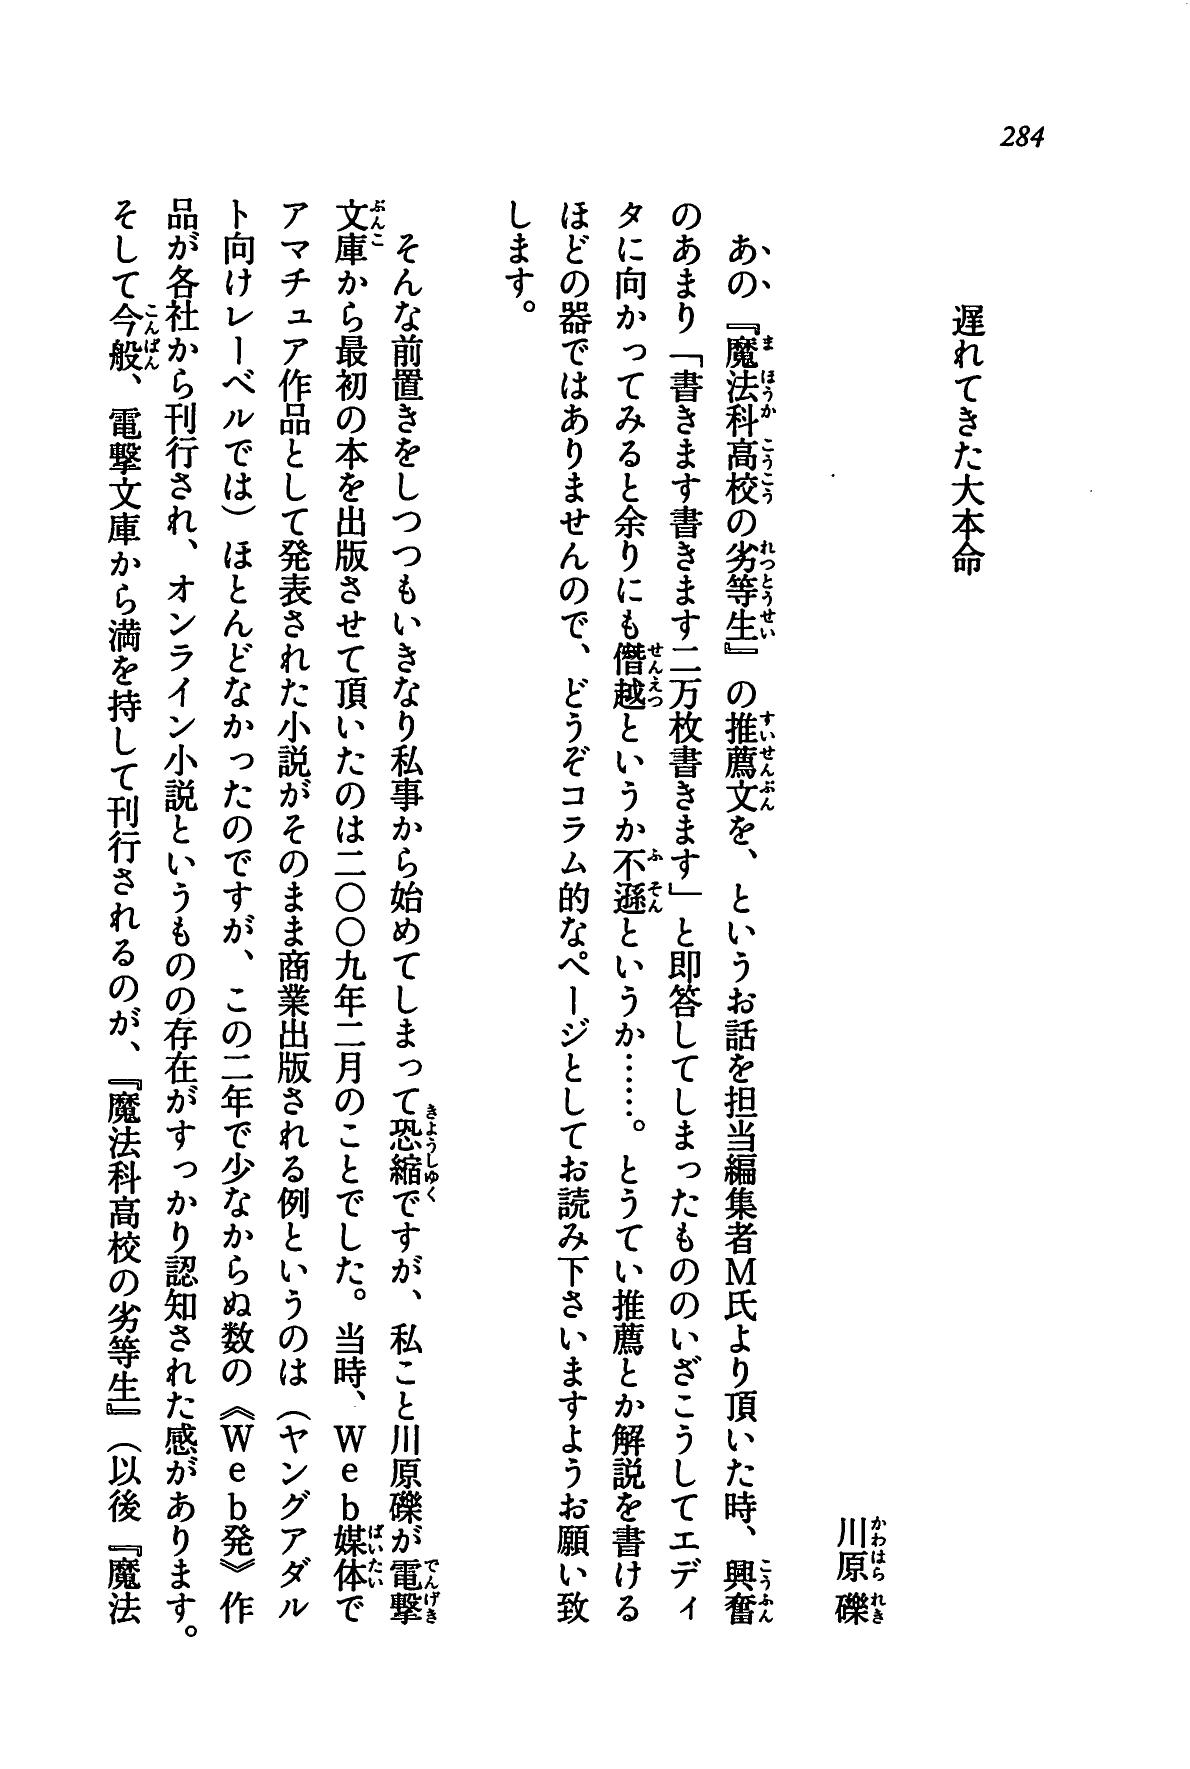 284
遅れてきた大本命
川原 礫
あの『魔法科高校の劣等生』の推薦文を、というお話を担当編集者M氏より頂いた時、興奮
のあまり「書きます書きます二万枚書きます」と即答してしまったもののいざこうしてエディ
タに向かってみると余りにも僭越というか不遜というか……。とうてい推薦とか解説を書ける
ほどの器ではありませんので、どうぞコラム的なページとしてお読み下さいますようお願い致
します。
そんな前置きをしつつもいきなり私事から始めてしまって恐縮ですが、私こと川原礫が電撃
文庫から最初の本を出版させて頂いたのは二〇〇九年二月のことでした。当時、Web媒体で
アマチュア作品として発表された小説がそのまま商業出版される例というのは（ヤングアダル
ト向けレーベルでは）ほとんどなかったのですが、この二年で少なからぬ数の《Web発》作
品が各社から刊行され、オンライン小説というものの存在がすっかり認知された感があります。
そして今般、電撃文庫から満を持して刊行されるのが、『魔法科高校の劣等生』（以後『魔法